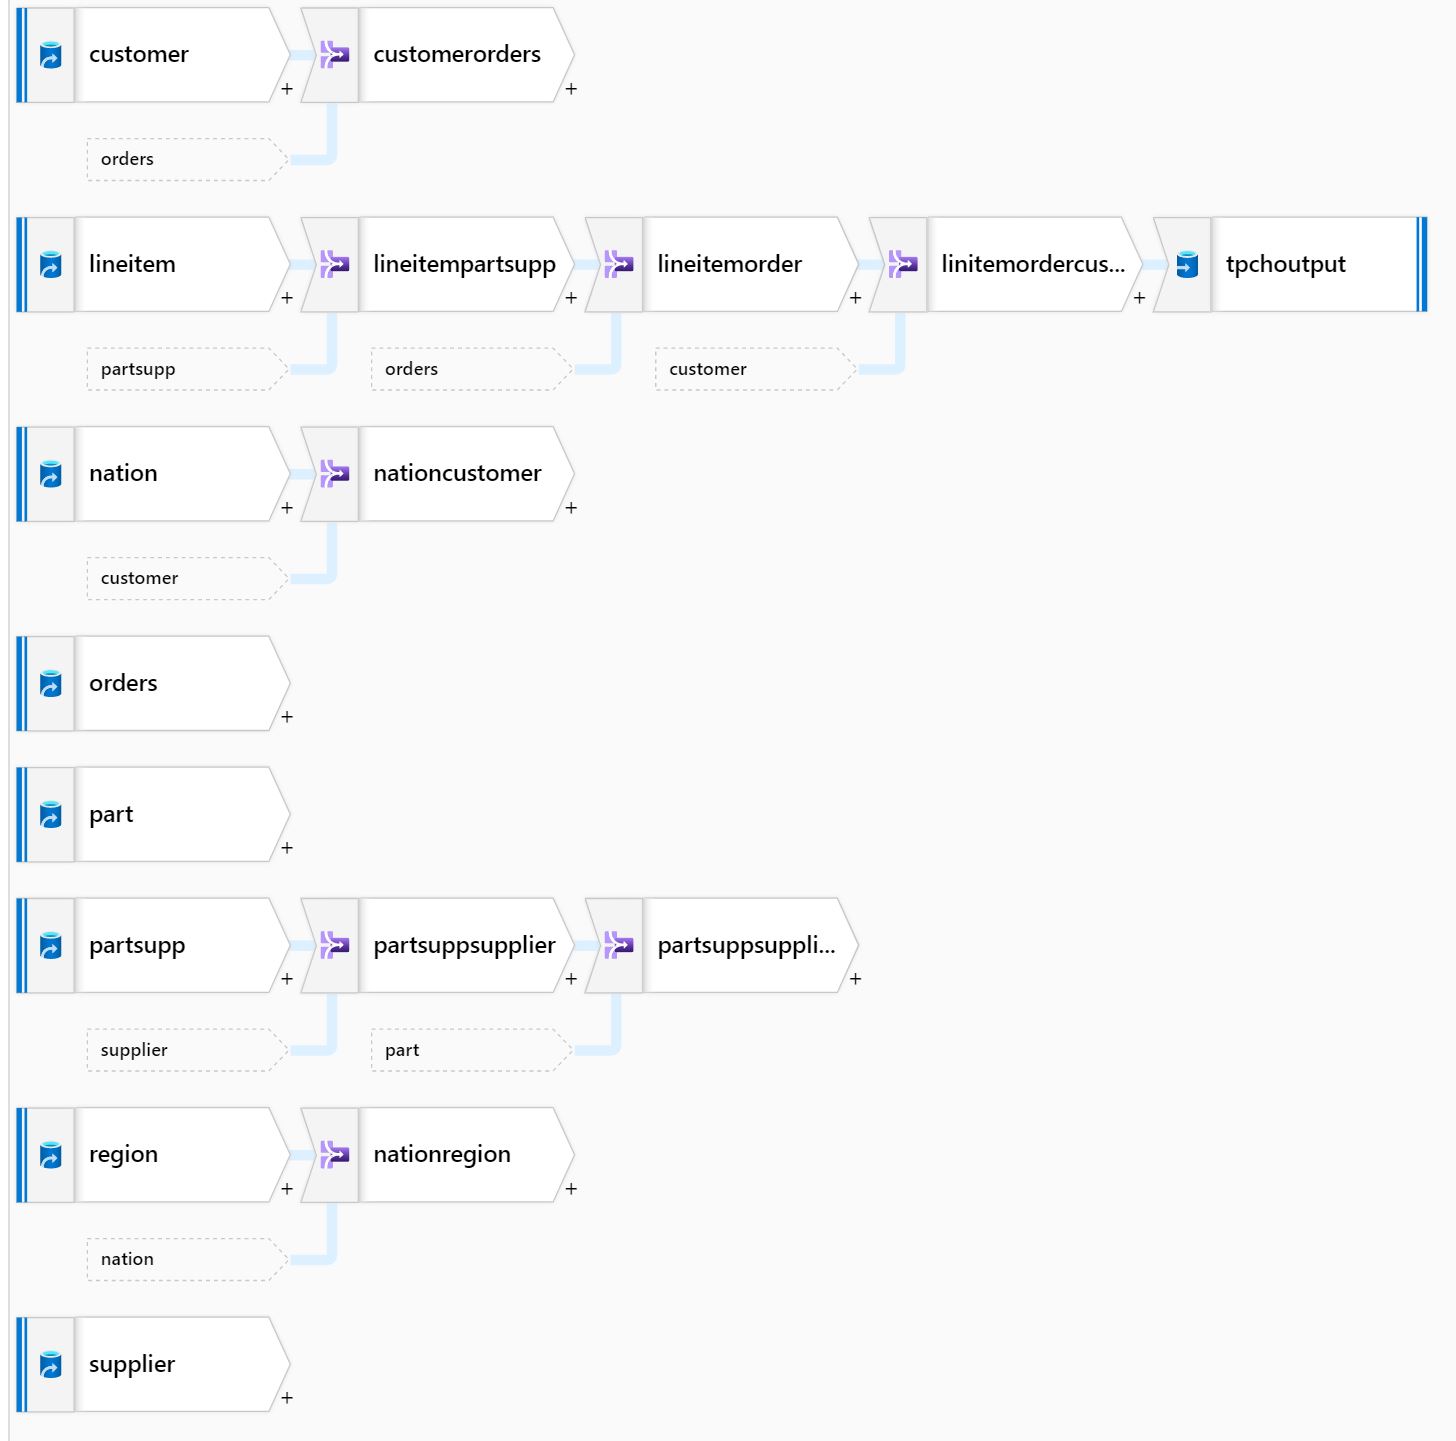 customer
customerorders
+
+
orders
lineitem
lineitempartsupp
lineitemorder
linitemordercus...
tpchoutput
+
+
+
+
partsupp
orders
customer
nation
nationcustomer
+
+
customer
orders
+
part
+
partsupp
partsuppsupplier
partsuppsuppli...
+
+
+
supplier
part
region
nationregion
+
+
nation
supplier
+